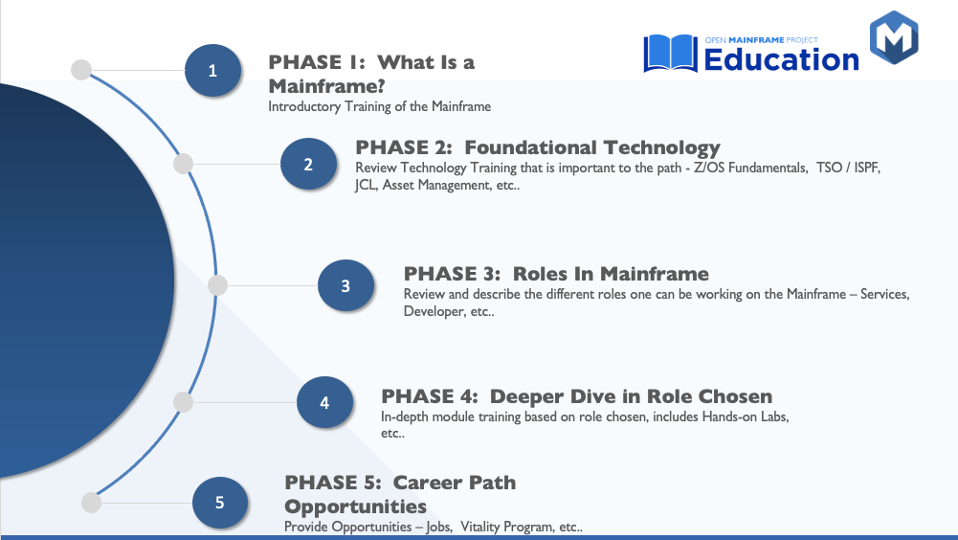 OPEN MAINFRAME PROJECT
Education
M
1
PHASE 1:  What Is a
Mainframe?
Introductory Training of the Mainframe
2
PHASE 2:  Foundational Technology
Review Technology Training that is important to the path - Z/OS Fundamentals,  TSO / ISPF,
JCL, Asset Management, etc..
3
PHASE 3:  Roles In Mainframe
Review and describe the different roles one can be working on the Mainframe – Services,
Developer, etc..
4
PHASE 4:  Deeper Dive in Role Chosen
In-depth module training based on role chosen, includes Hands-on Labs,
etc..
5
PHASE 5:  Career Path
Opportunities
Provide Opportunities – Jobs,  Vitality Program, etc..